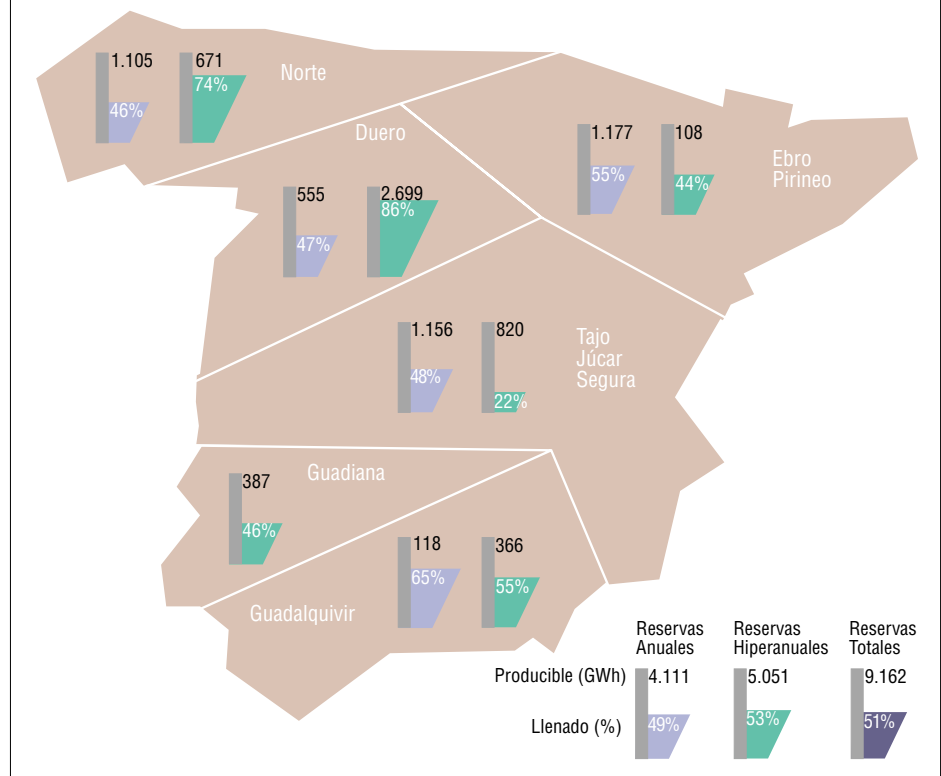 1.105
671
46%
74%
Norte
Duero
555
2.699
47%
86%
1.177
108
55%
44%
Ebro
Pirineo
1.156
820
48%
22%
Tajo
Júcar
Segura
387
46%
Guadiana
118
366
65%
55%
Guadalquivir
Reservas
Anuales
Reservas
Hiperanuales
Reservas
Totales
Producible (GWh)
4.111
5.051
9.162
Llenado (%)
49%
53%
51%